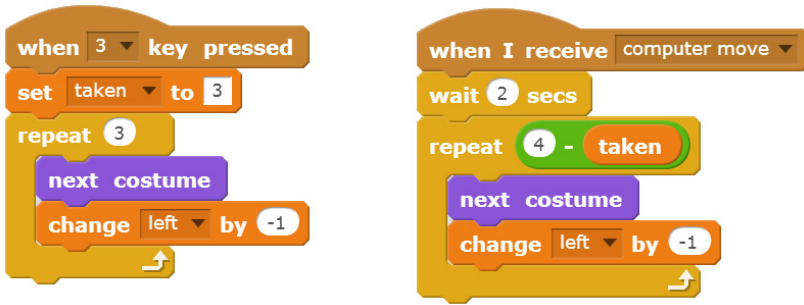 when 3 key pressed
set taken to 3
repeat 3
next costume
change left by -1
when I receive computer move
wait 2 secs
repeat 4 - taken
next costume
change left by -1